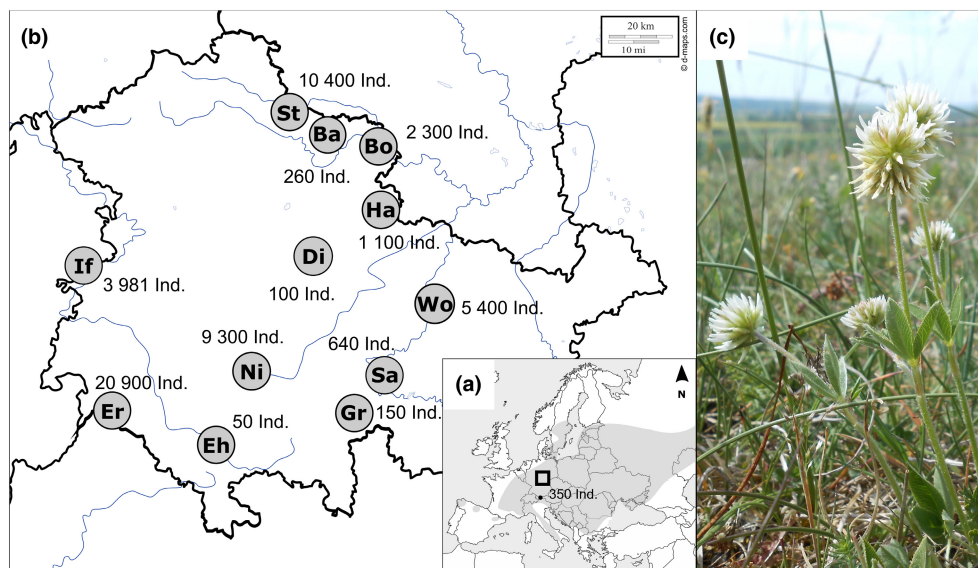 (b)
20 km
10 mi
© d-maps.com
(c)
10 400 Ind.
St
Ba
Bo
2 300 Ind.
260 Ind.
Ha
1 100 Ind.
Di
If
3 981 Ind.
100 Ind.
Wo
5 400 Ind.
9 300 Ind.
640 Ind.
Ni
Sa
(a)
N
20 900 Ind.
Er
50 Ind.
Gr
150 Ind.
Eh
350 Ind.